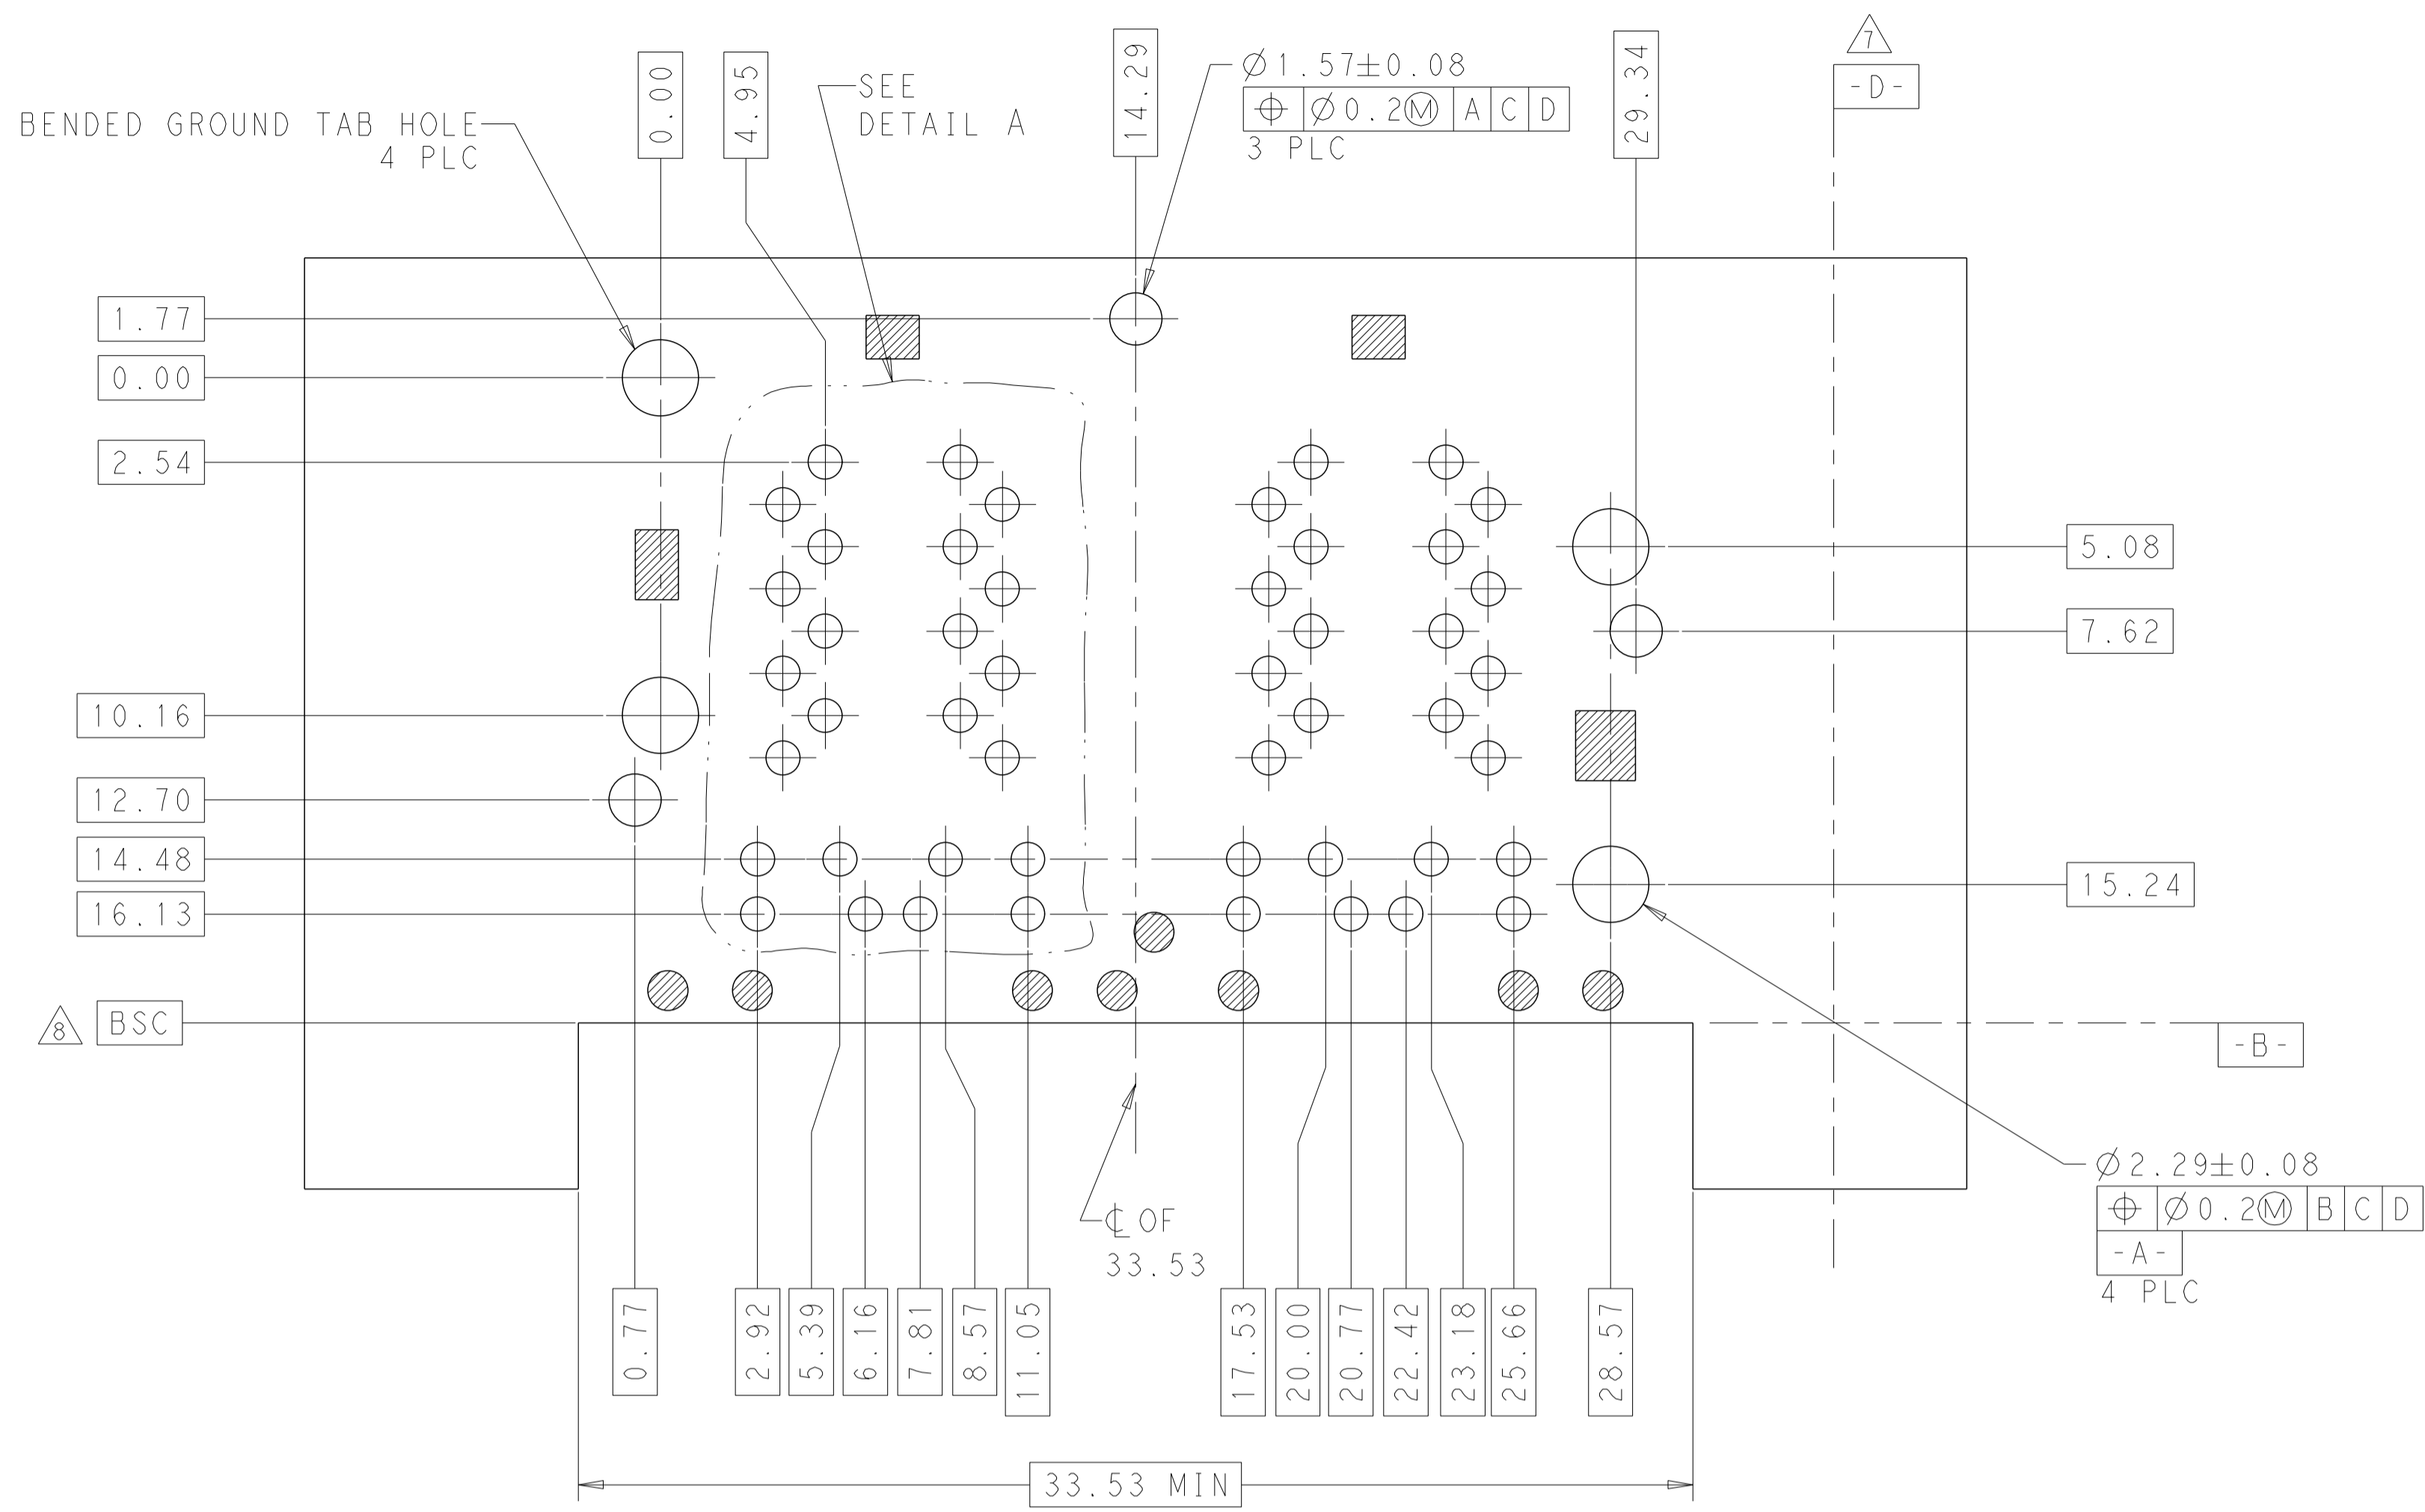 7
-D-
0.00
4.95
14.29
29.34
SEE
DETAIL A
⌀1.57±0.08
⌖ ⌀0.2Ⓜ A C D
3 PLC
BENDED GROUND TAB HOLE
4 PLC
1.77
0.00
2.54
5.08
7.62
10.16
12.70
14.48
16.13
15.24
8
BSC
-B-
⌀2.29±0.08
⌖ ⌀0.2Ⓜ B C D
-A-
4 PLC
℄ OF
33.53
0.77
2.92
5.39
6.16
7.81
8.57
11.05
17.53
20.00
20.77
22.42
23.18
25.66
28.57
33.53 MIN